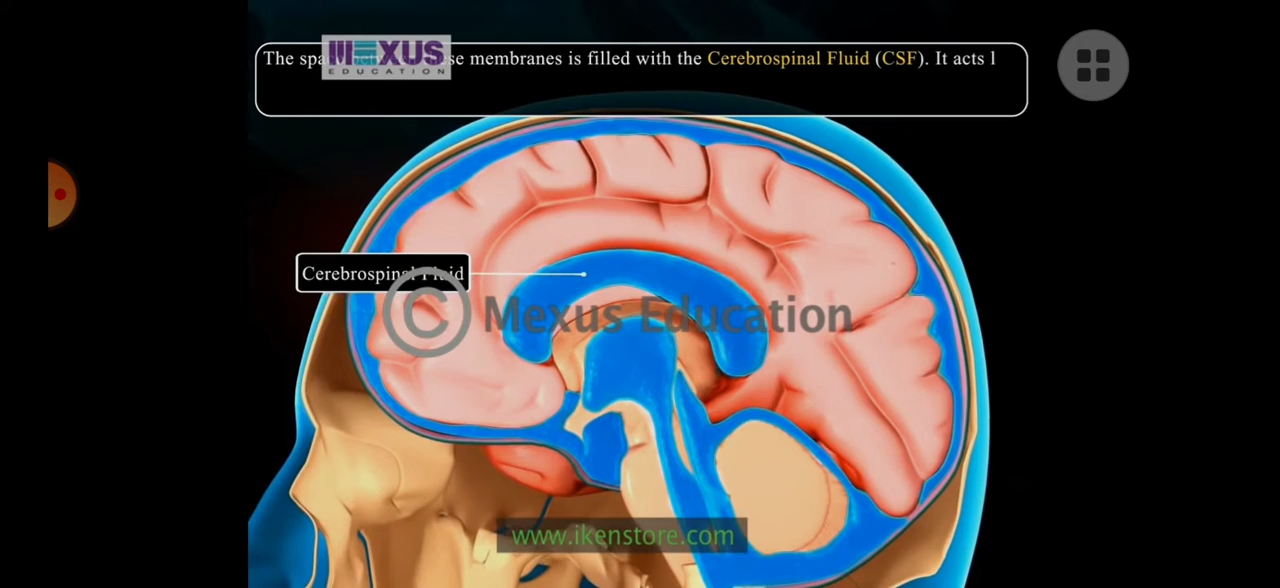 The spa se membranes is filled with the Cerebrospinal Fluid (CSF). It acts l
MEXUS
EDUCATION
Cerebrospinal Fluid
© Mexus Education
www.ikenstore.com